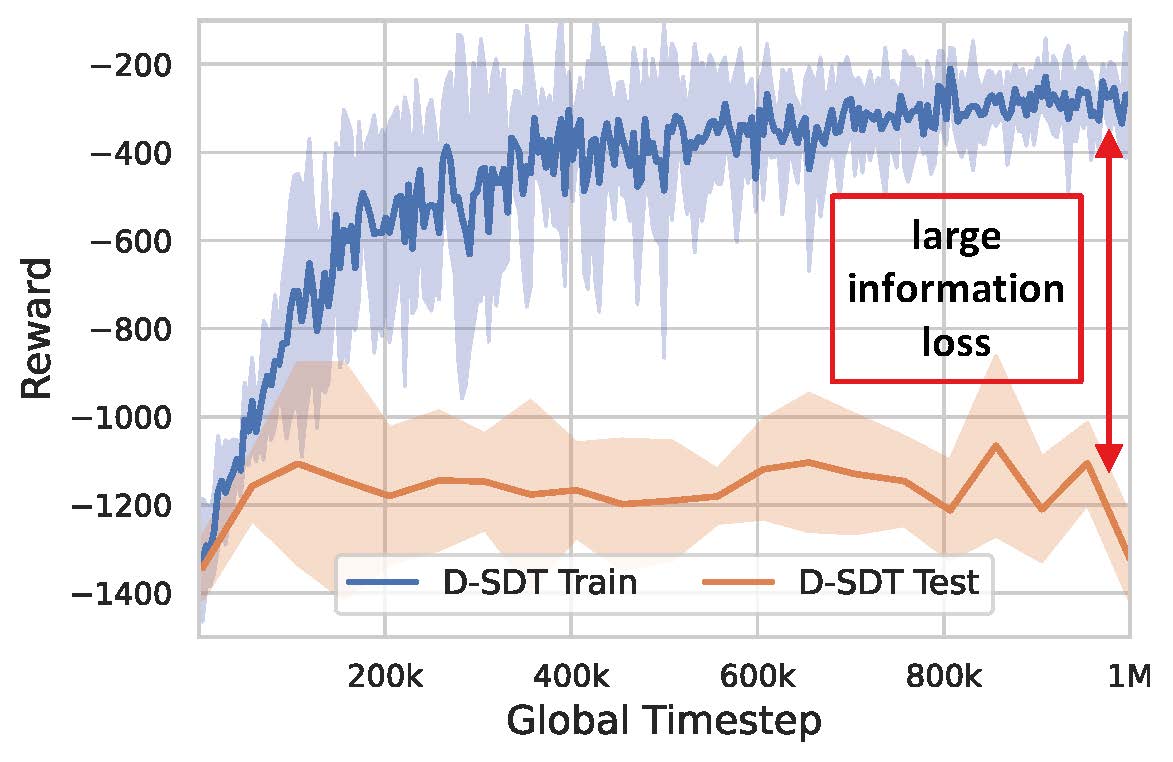 −200
−400
−600
−800
−1000
−1200
−1400
Reward
large
information
loss
D-SDT Train
D-SDT Test
200k
400k
600k
800k
1M
Global Timestep